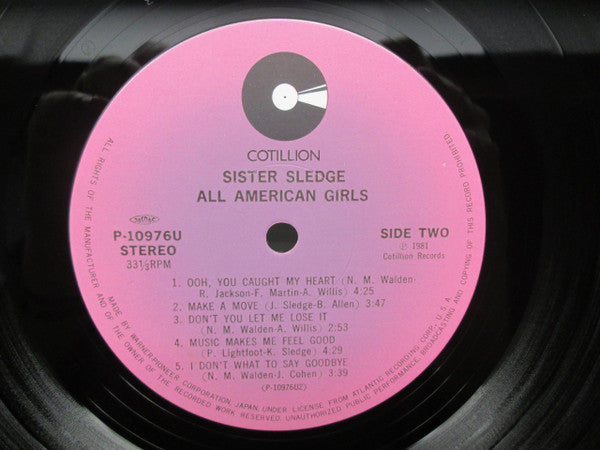 COTILLION
SISTER SLEDGE
ALL AMERICAN GIRLS
P-10976U
STEREO
33⅓RPM
SIDE TWO
℗ 1981
Cotillion Records
1. OOH, YOU CAUGHT MY HEART (N. M. Walden-
R. Jackson-F. Martin-A. Willis) 4:25
2. MAKE A MOVE (J. Sledge-B. Allen) 3:47
3. DON'T YOU LET ME LOSE IT
(N. M. Walden-A. Willis) 2:53
4. MUSIC MAKES ME FEEL GOOD
(P. Lightfoot-K. Sledge) 4:29
5. I DON'T WHAT TO SAY GOODBYE
(N. M. Walden-J. Cohen) 3:39
(P-10976U2)
ALL RIGHTS OF THE MANUFACTURER AND OF THE OWNER OF THE RECORDED WORK RESERVED. UNAUTHORIZED PUBLIC PERFORMANCE, BROADCASTING AND COPYING OF THIS RECORD PROHIBITED
MADE BY WARNER-PIONEER CORPORATION, JAPAN, UNDER LICENSE FROM ATLANTIC RECORDING CORP., U.S.A.